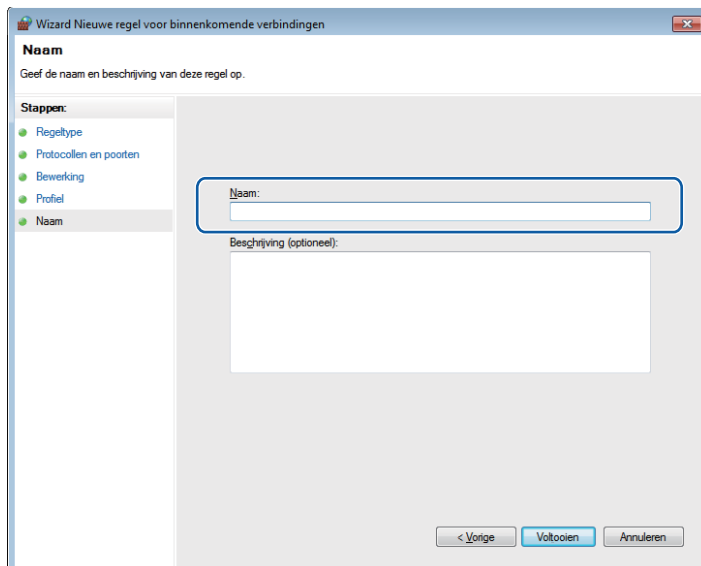 Wizard Nieuwe regel voor binnenkomende verbindingen
Naam
Geef de naam en beschrijving van deze regel op.
Stappen:
Regeltype
Protocollen en poorten
Bewerking
Profiel
Naam
Naam:
Beschrijving (optioneel):
< Vorige
Voltooien
Annuleren